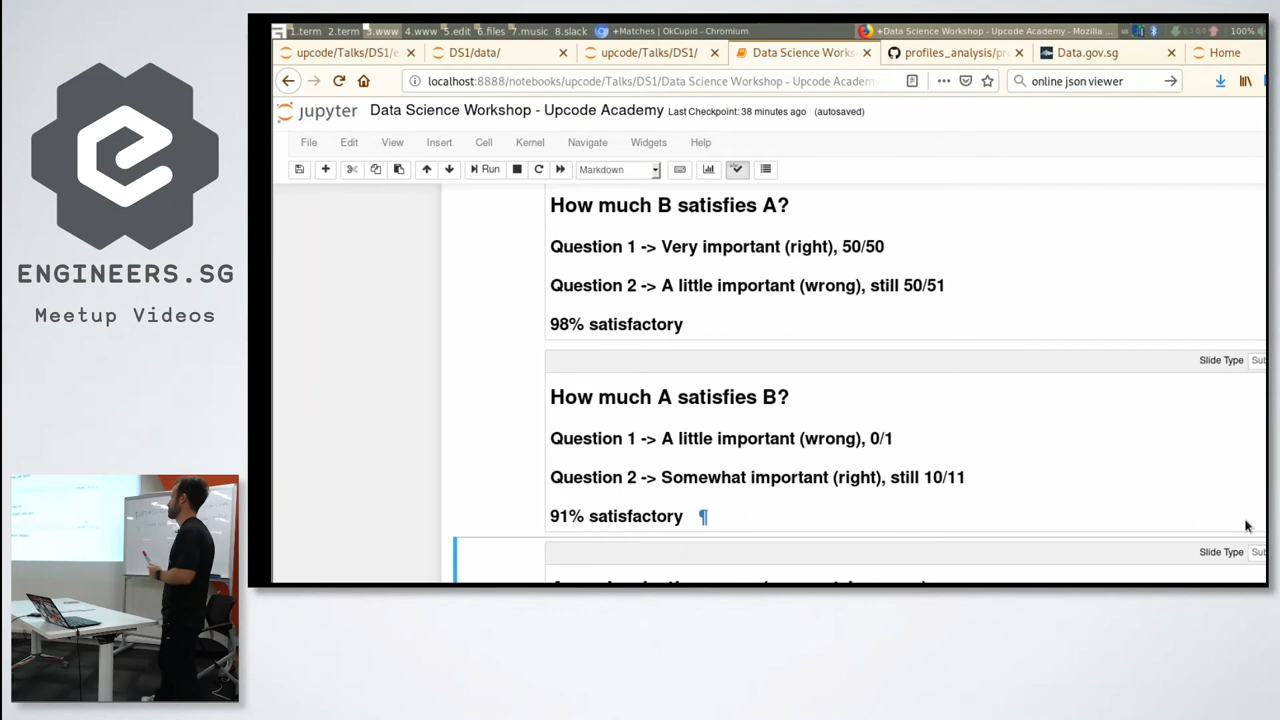 1.term 2.term 3.www 4.www 5.edit 6.files 7.music 8.slack +Matches | OkCupid - Chromium +Data Science Workshop - Upcode Academy - Mozilla ... 100%
upcode/Talks/DS1/e DS1/data/ upcode/Talks/DS1/ Data Science Works profiles_analysis/pr Data.gov.sg Home
localhost:8888/notebooks/upcode/Talks/DS1/Data Science Workshop - Upcode Academ online json viewer
jupyter Data Science Workshop - Upcode Academy Last Checkpoint: 38 minutes ago (autosaved)
File Edit View Insert Cell Kernel Navigate Widgets Help
Run Markdown
How much B satisfies A?
Question 1 -> Very important (right), 50/50
Question 2 -> A little important (wrong), still 50/51
98% satisfactory
Slide Type Sub
How much A satisfies B?
Question 1 -> A little important (wrong), 0/1
Question 2 -> Somewhat important (right), still 10/11
91% satisfactory ¶
Slide Type Sub
ENGINEERS.SG
Meetup Videos